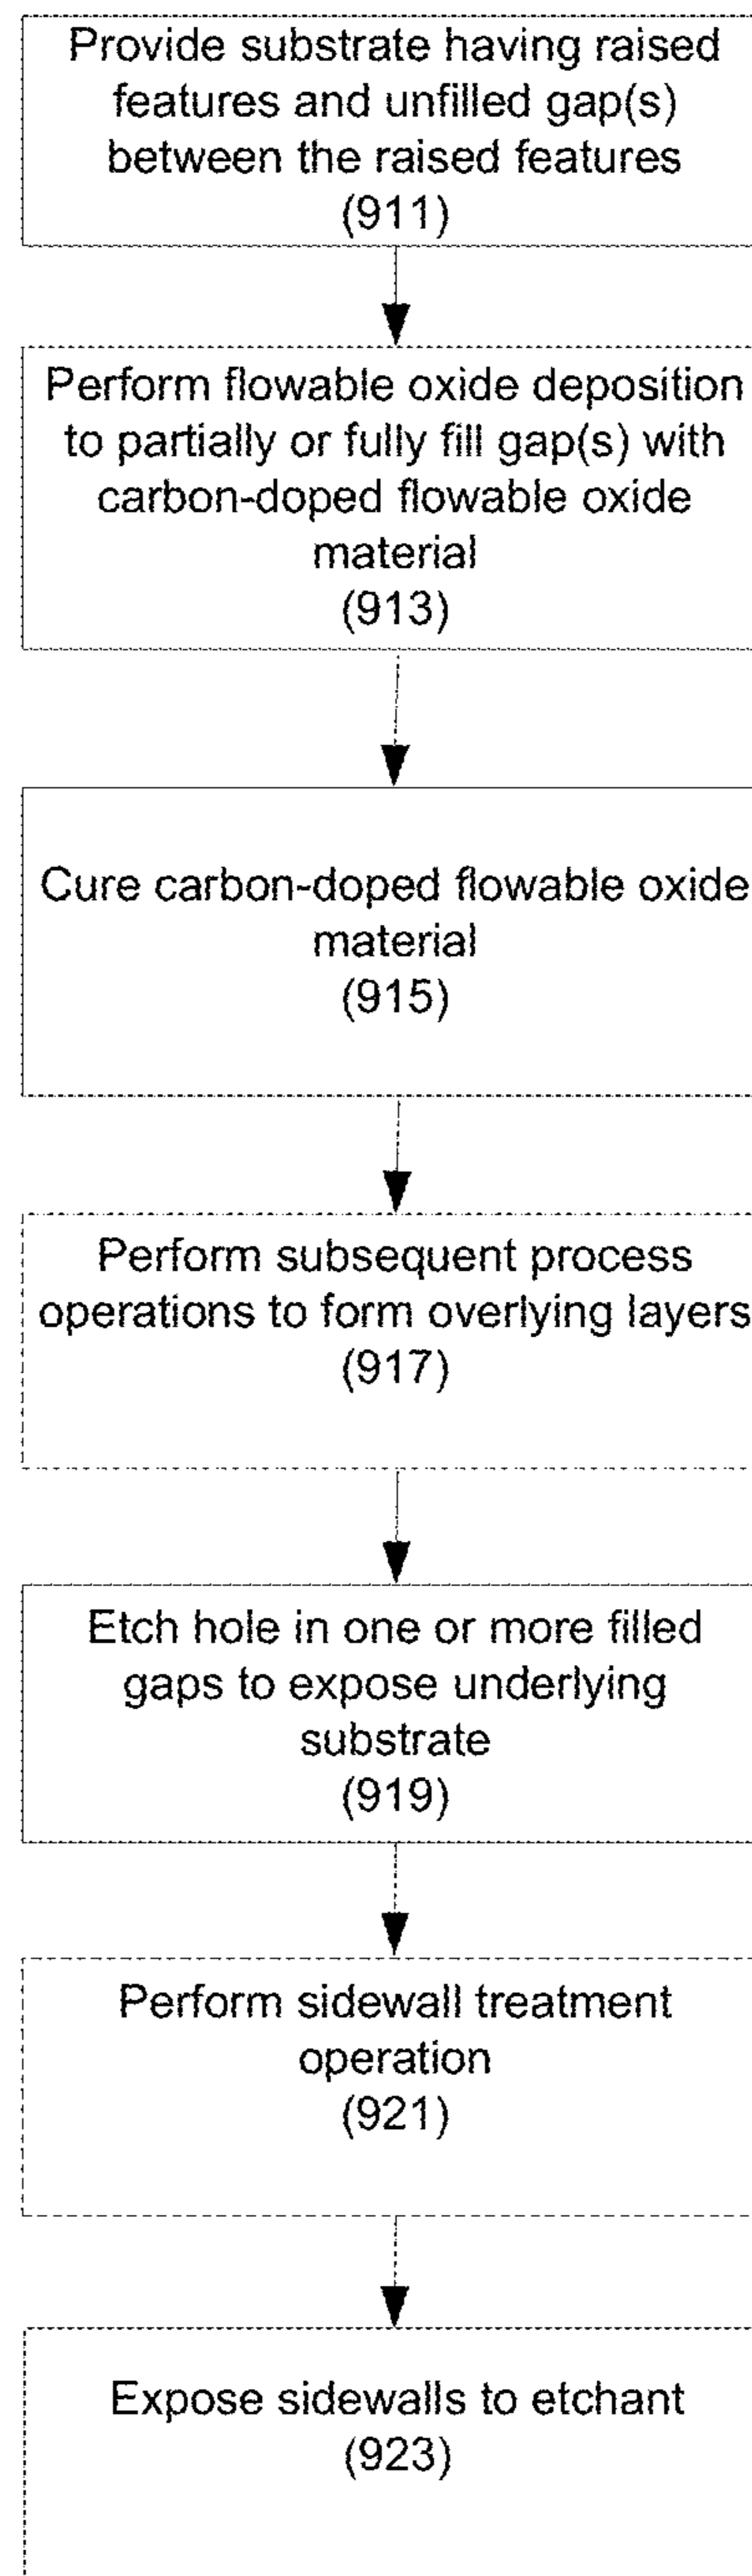 Provide substrate having raised
features and unfilled gap(s)
between the raised features
(911)
Perform flowable oxide deposition
to partially or fully fill gap(s) with
carbon-doped flowable oxide
material
(913)
Cure carbon-doped flowable oxide
material
(915)
Perform subsequent process
operations to form overlying layers
(917)
Etch hole in one or more filled
gaps to expose underlying
substrate
(919)
Perform sidewall treatment
operation
(921)
Expose sidewalls to etchant
(923)